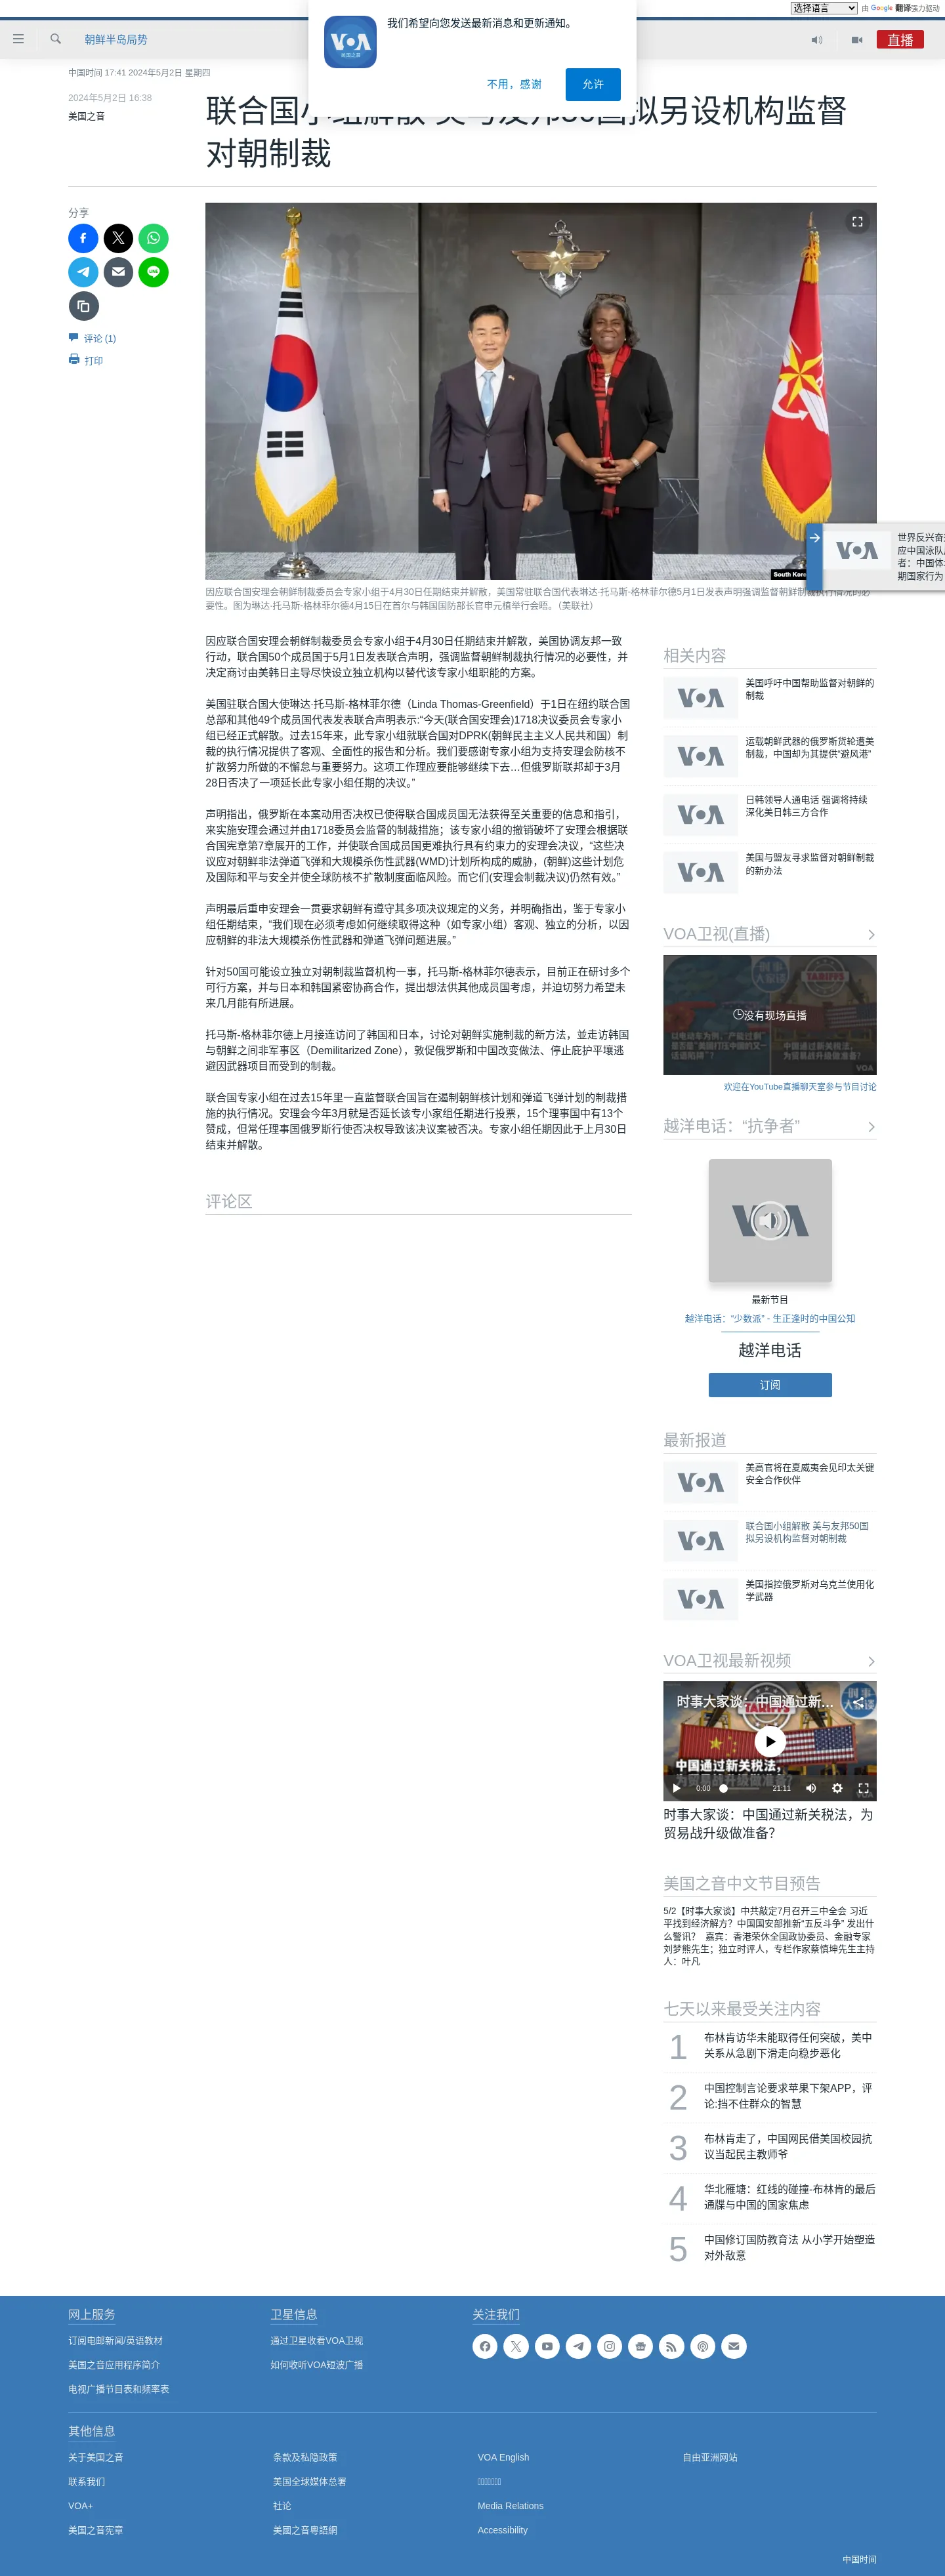 选择语言
由 Google 翻译强力驱动
我们希望向您发送最新消息和更新通知。
VOA
美国之音
不用，感谢
允许
朝鲜半岛局势
直播
中国时间 17:41 2024年5月2日 星期四
2024年5月2日 16:38
美国之音
拟另设机构监督
对朝制裁
分享
评论 (1)
打印
世界反兴奋
应中国泳队
者：中国体
期国家行为
因应联合国安理会朝鲜制裁委员会专家小组于4月30日任期结束并解散，美国常驻联合国代表琳达·托马斯-格林菲尔德5月1日发表声明强调监督朝鲜制裁执行情况的必
要性。图为琳达·托马斯-格林菲尔德4月15日在首尔与韩国国防部长官申元植举行会晤。（美联社）
因应联合国安理会朝鲜制裁委员会专家小组于4月30日任期结束并解散，美国协调友邦一致
行动，联合国50个成员国于5月1日发表联合声明，强调监督朝鲜制裁执行情况的必要性，并
决定商讨由美韩日主导尽快设立独立机构以替代该专家小组职能的方案。
美国驻联合国大使琳达·托马斯-格林菲尔德（Linda Thomas-Greenfield）于1日在纽约联合国
总部和其他49个成员国代表发表联合声明表示:“今天(联合国安理会)1718决议委员会专家小
组已经正式解散。过去15年来，此专家小组就联合国对DPRK(朝鲜民主主义人民共和国）制
裁的执行情况提供了客观、全面性的报告和分析。我们要感谢专家小组为支持安理会防核不
扩散努力所做的不懈怠与重要努力。这项工作理应要能够继续下去…但俄罗斯联邦却于3月
28日否决了一项延长此专家小组任期的决议。”
声明指出，俄罗斯在本案动用否决权已使得联合国成员国无法获得至关重要的信息和指引，
来实施安理会通过并由1718委员会监督的制裁措施；该专家小组的撤销破坏了安理会根据联
合国宪章第7章展开的工作，并使联合国成员国更难执行具有约束力的安理会决议，“这些决
议应对朝鲜非法弹道飞弹和大规模杀伤性武器(WMD)计划所构成的威胁，(朝鲜)这些计划危
及国际和平与安全并使全球防核不扩散制度面临风险。而它们(安理会制裁决议)仍然有效。”
声明最后重申安理会一贯要求朝鲜有遵守其多项决议规定的义务，并明确指出，鉴于专家小
组任期结束，“我们现在必须考虑如何继续取得这种（如专家小组）客观、独立的分析，以因
应朝鲜的非法大规模杀伤性武器和弹道飞弹问题进展。”
针对50国可能设立独立对朝制裁监督机构一事，托马斯-格林菲尔德表示，目前正在研讨多个
可行方案，并与日本和韩国紧密协商合作，提出想法供其他成员国考虑，并迫切努力希望未
来几月能有所进展。
托马斯-格林菲尔德上月接连访问了韩国和日本，讨论对朝鲜实施制裁的新方法，並走访韩国
与朝鲜之间非军事区（Demilitarized Zone），敦促俄罗斯和中国改变做法、停止庇护平壤逃
避因武器项目而受到的制裁。
联合国专家小组在过去15年里一直监督联合国旨在遏制朝鲜核计划和弹道飞弹计划的制裁措
施的执行情况。安理会今年3月就是否延长该专小家组任期进行投票，15个理事国中有13个
赞成，但常任理事国俄罗斯行使否决权导致该决议案被否决。专家小组任期因此于上月30日
结束并解散。
评论区
相关内容
VOA
美国呼吁中国帮助监督对朝鲜的
制裁
VOA
运载朝鲜武器的俄罗斯货轮遭美
制裁，中国却为其提供“避风港”
VOA
日韩领导人通电话 强调将持续
深化美日韩三方合作
VOA
美国与盟友寻求监督对朝鲜制裁
的新办法
VOA卫视(直播)
没有现场直播
欢迎在YouTube直播聊天室参与节目讨论
越洋电话：“抗争者”
最新节目
越洋电话：“少数派” - 生正逢时的中国公知
越洋电话
订阅
最新报道
VOA
美高官将在夏威夷会见印太关键
安全合作伙伴
VOA
联合国小组解散 美与友邦50国
拟另设机构监督对朝制裁
VOA
美国指控俄罗斯对乌克兰使用化
学武器
VOA卫视最新视频
时事大家谈：中国通过新…
TARIFFS
中国通过新关税法，
0:00
21:11
时事大家谈：中国通过新关税法，为
贸易战升级做准备？
美国之音中文节目预告
5/2【时事大家谈】中共敲定7月召开三中全会 习近
平找到经济解方？中国国安部推新“五反斗争” 发出什
么警讯？ 嘉宾：香港荣休全国政协委员、金融专家
刘梦熊先生；独立时评人，专栏作家蔡慎坤先生主持
人：叶凡
七天以来最受关注内容
1
布林肯访华未能取得任何突破，美中
关系从急剧下滑走向稳步恶化
2
中国控制言论要求苹果下架APP，评
论:挡不住群众的智慧
3
布林肯走了，中国网民借美国校园抗
议当起民主教师爷
4
华北雁塘：红线的碰撞-布林肯的最后
通牒与中国的国家焦虑
5
中国修订国防教育法 从小学开始塑造
对外敌意
网上服务
订阅电邮新闻/英语教材
美国之音应用程序简介
电视广播节目表和频率表
卫星信息
通过卫星收看VOA卫视
如何收听VOA短波广播
关注我们
其他信息
关于美国之音
联系我们
VOA+
美国之音宪章
条款及私隐政策
美国全球媒体总署
社论
美國之音粵語網
VOA English
Media Relations
Accessibility
自由亚洲网站
中国时间